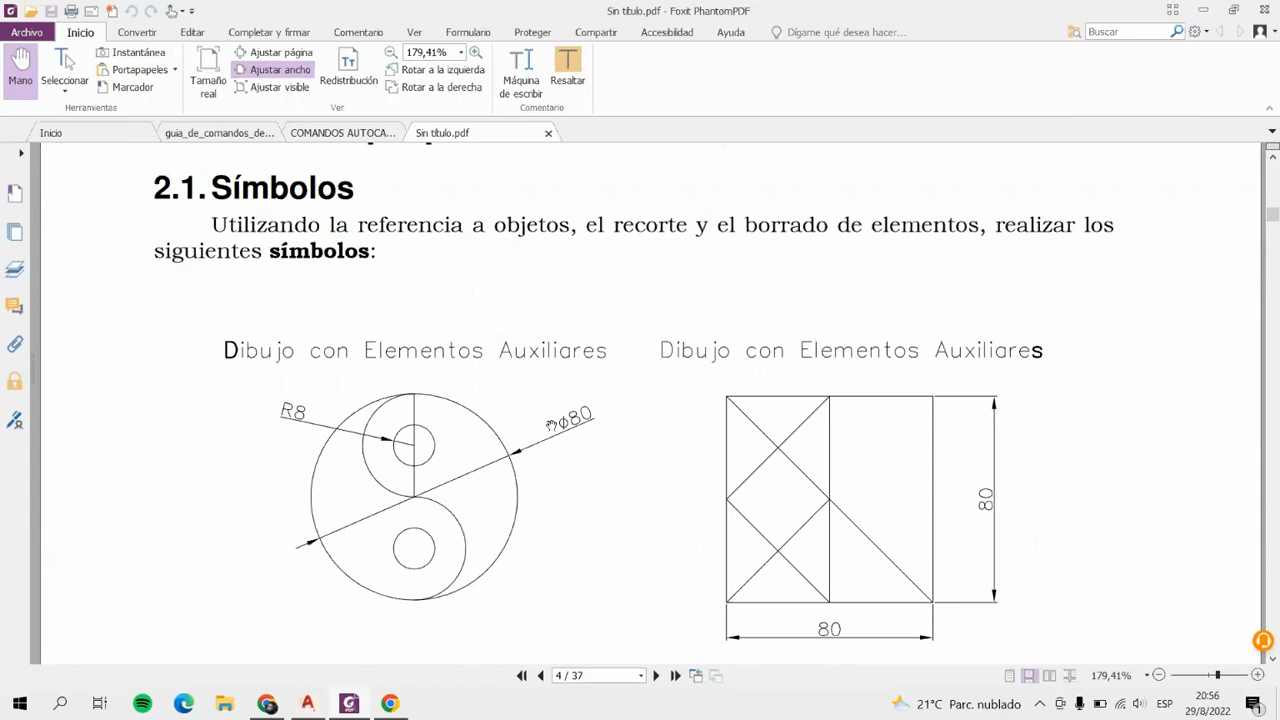 Sin título.pdf - Foxit PhantomPDF
Archivo Inicio Convertir Editar Completar y firmar Comentario Ver Formulario Proteger Compartir Accesibilidad Ayuda Dígame qué desea hacer... Buscar
Mano
Seleccionar
Instantánea
Portapapeles
Marcador
Herramientas
Tamaño real
Ajustar página
Ajustar ancho
Ajustar visible
Redistribución
179,41%
Rotar a la izquierda
Rotar a la derecha
Ver
Máquina de escribir
Resaltar
Comentario
Inicio guia_de_comandos_de... COMANDOS AUTOCA... Sin título.pdf
2.1. Símbolos
Utilizando la referencia a objetos, el recorte y el borrado de elementos, realizar los
siguientes símbolos:
Dibujo con Elementos Auxiliares Dibujo con Elementos Auxiliares
R8
ø80
80
80
4 / 37
179,41%
21°C Parc. nublado
ESP
20:56
29/8/2022
1